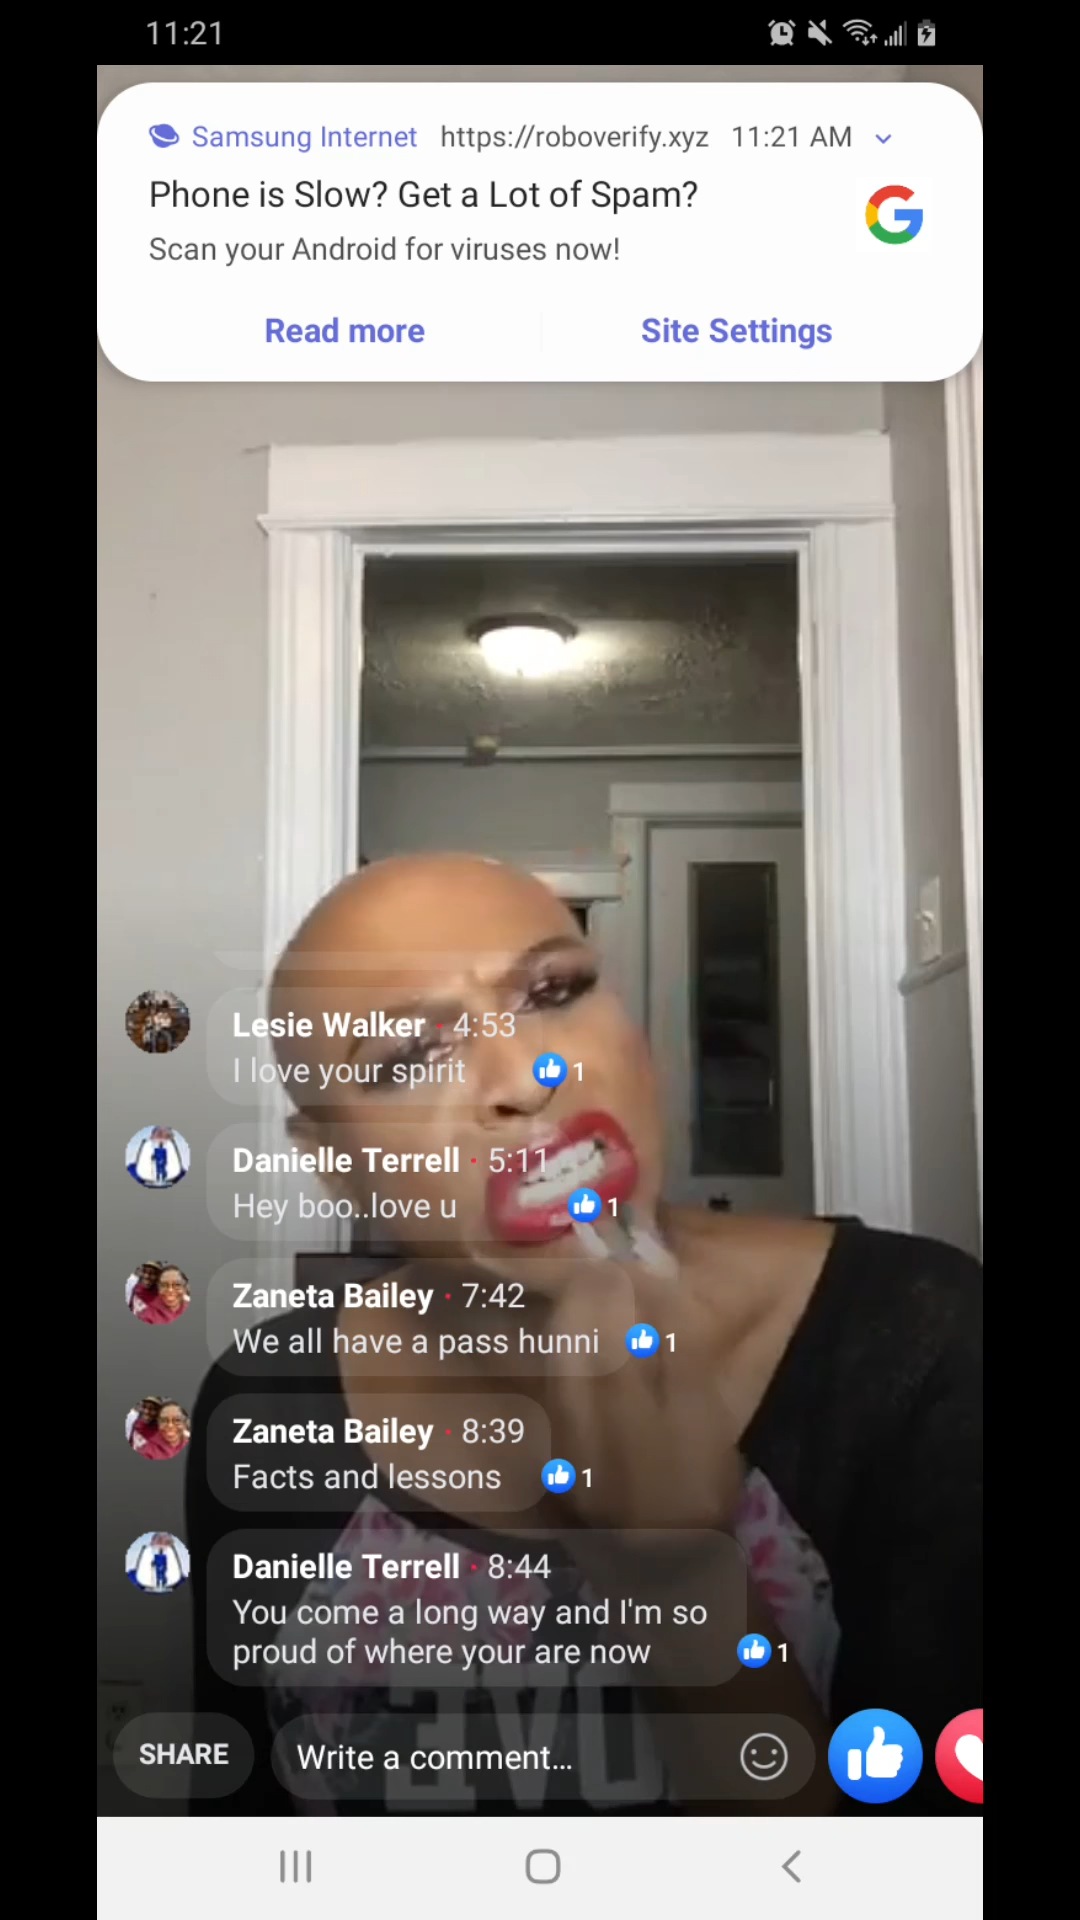 11:21
Samsung Internet https://roboverify.xyz 11:21 AM
Phone is Slow? Get a Lot of Spam?
Scan your Android for viruses now!
Read more Site Settings
Lesie Walker · 4:53
I love your spirit 1
Danielle Terrell · 5:11
Hey boo..love u 1
Zaneta Bailey · 7:42
We all have a pass hunni 1
Zaneta Bailey · 8:39
Facts and lessons 1
Danielle Terrell · 8:44
You come a long way and I'm so
proud of where your are now 1
SHARE Write a comment...